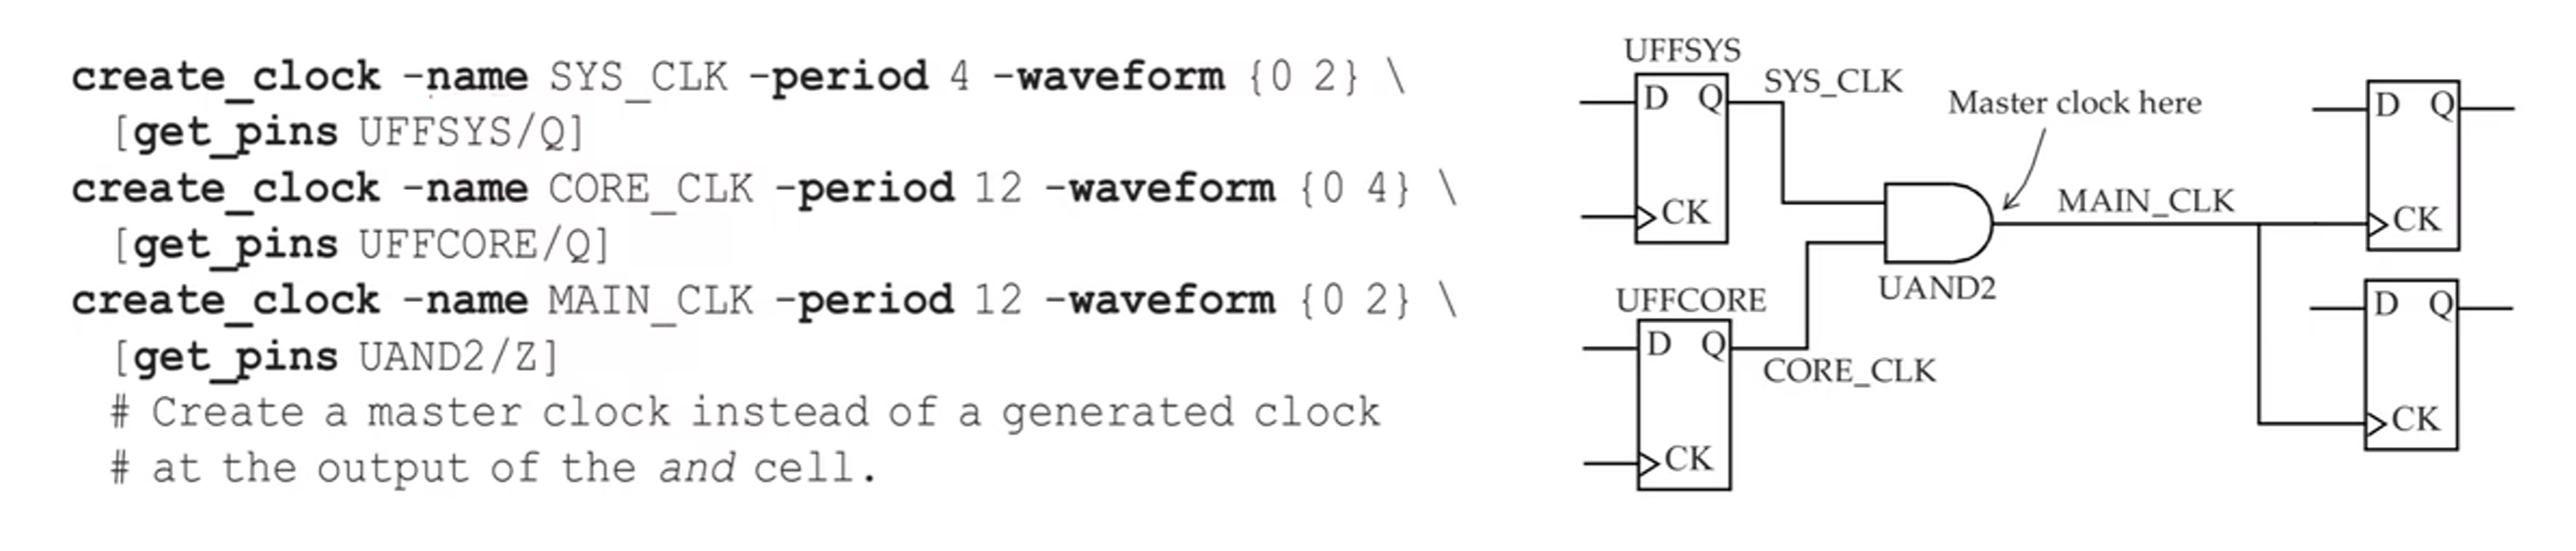 create_clock -name SYS_CLK -period 4 -waveform {0 2} \
[get_pins UFFSYS/Q]
create_clock -name CORE_CLK -period 12 -waveform {0 4} \
[get_pins UFFCORE/Q]
create_clock -name MAIN_CLK -period 12 -waveform {0 2} \
[get_pins UAND2/Z]
# Create a master clock instead of a generated clock
# at the output of the and cell.
UFFSYS
D Q
CK
SYS_CLK
Master clock here
MAIN_CLK
UAND2
UFFCORE
D Q
CK
CORE_CLK
D Q
CK
D Q
CK